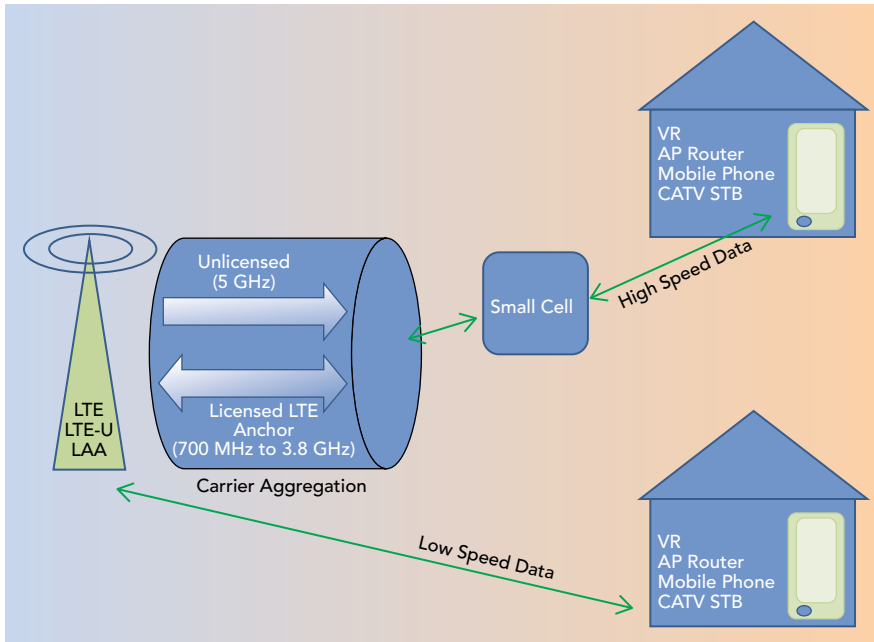 VR
AP Router
Mobile Phone
CATV STB
Unlicensed
(5 GHz)
High Speed Data
Small Cell
LTE
LTE-U
LAA
Licensed LTE
Anchor
(700 MHz to 3.8 GHz)
Carrier Aggregation
Low Speed Data
VR
AP Router
Mobile Phone
CATV STB